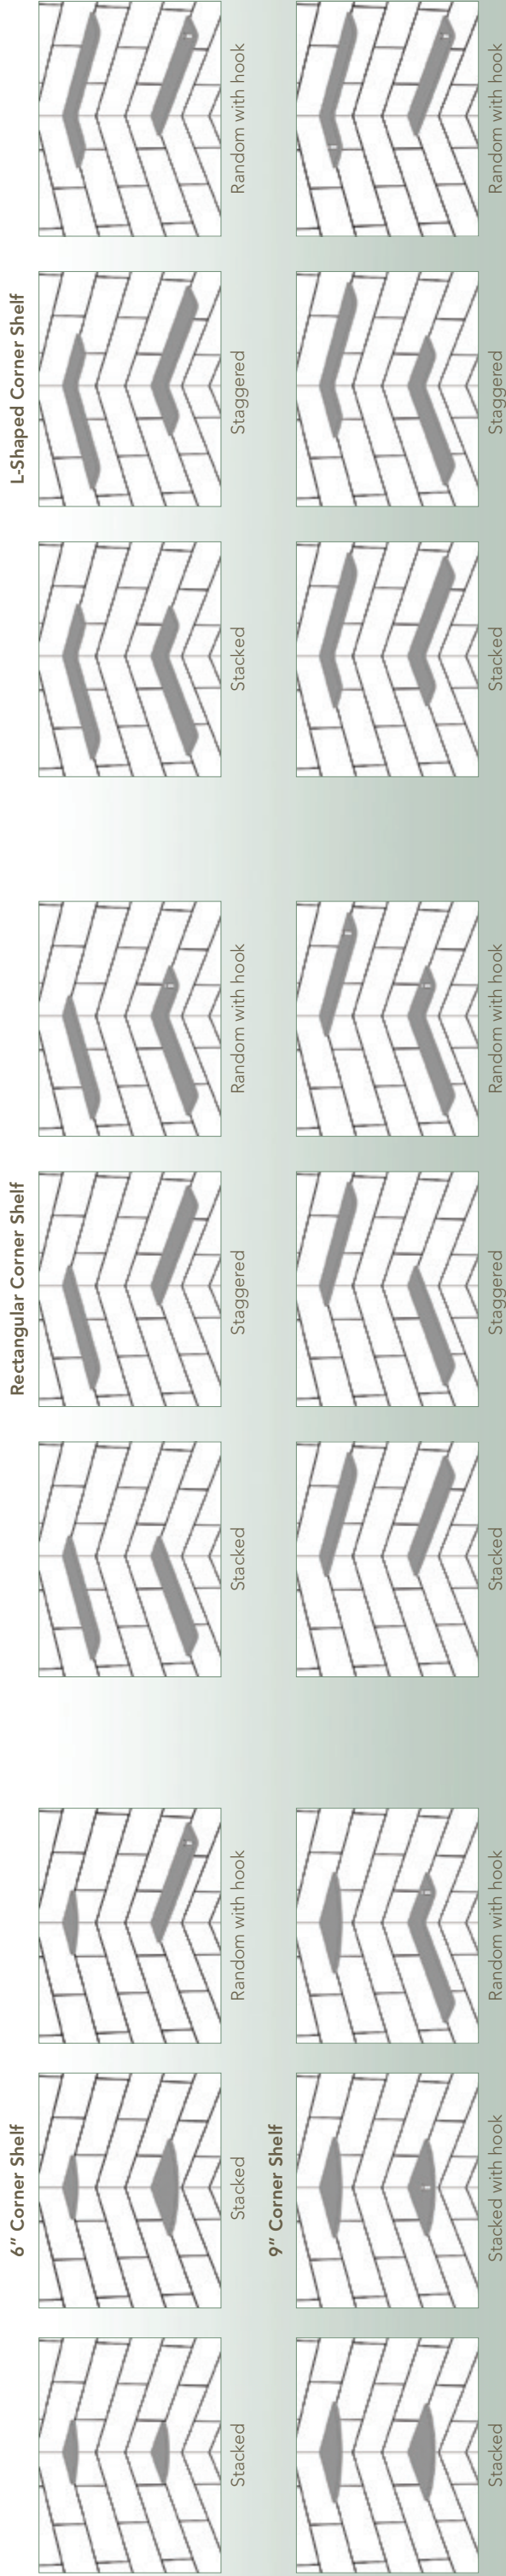 6” Corner Shelf
Stacked
Stacked
Random with hook
9” Corner Shelf
Stacked
Stacked with hook
Random with hook
Rectangular Corner Shelf
Stacked
Staggered
Random with hook
Stacked
Staggered
Random with hook
L-Shaped Corner Shelf
Stacked
Staggered
Random with hook
Stacked
Staggered
Random with hook